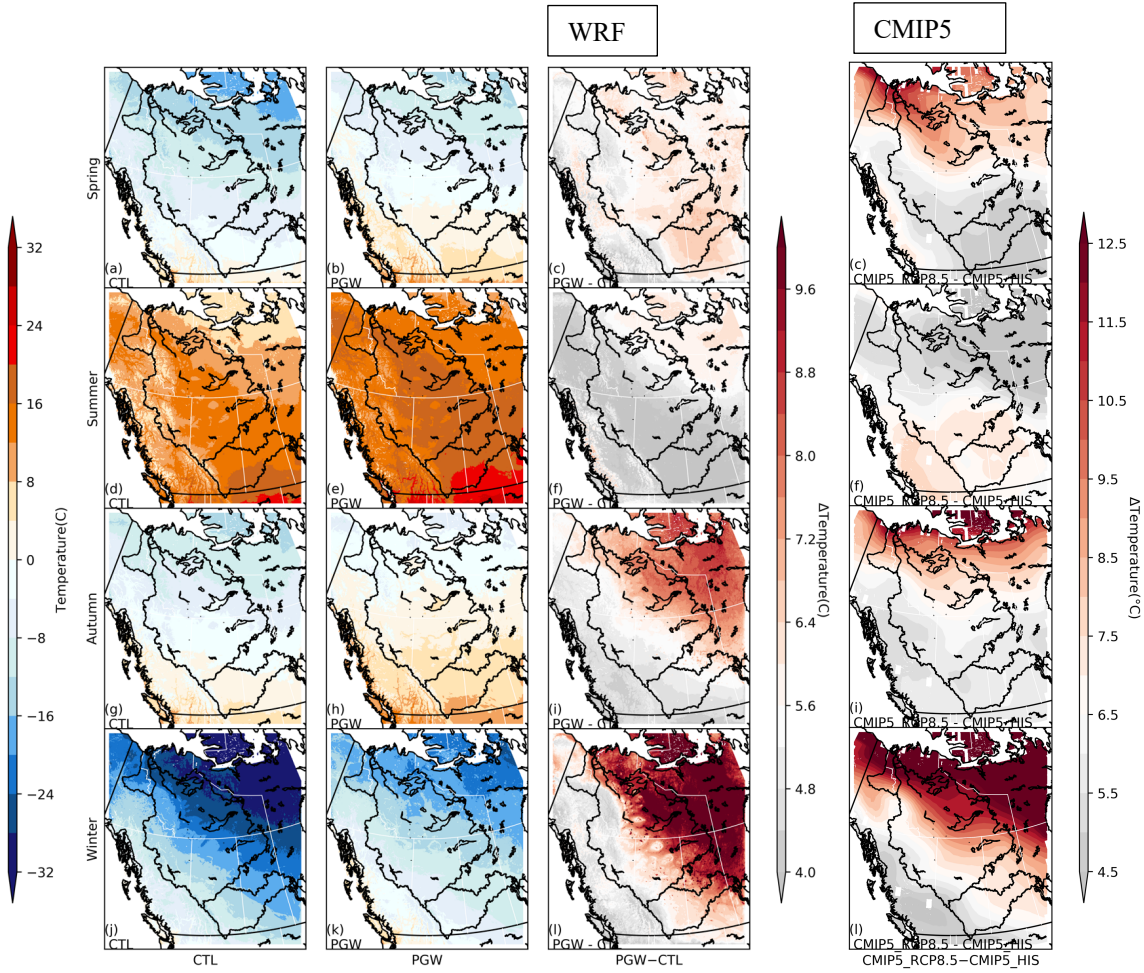 WRF
CMIP5
Spring
(a)
CTL
(b)
PGW
(c)
PGW - CTL
(c)
CMIP5_RCP8.5 - CMIP5_HIS
Summer
(d)
CTL
(e)
PGW
(f)
PGW - CTL
(f)
CMIP5_RCP8.5 - CMIP5_HIS
Autumn
(g)
CTL
(h)
PGW
(i)
PGW - CTL
(i)
CMIP5_RCP8.5 - CMIP5_HIS
Winter
(j)
CTL
(k)
PGW
(l)
PGW - CTL
(l)
CMIP5_RCP8.5 - CMIP5_HIS
CTL
PGW
PGW−CTL
CMIP5_RCP8.5−CMIP5_HIS
32
24
16
8
0
−8
−16
−24
−32
Temperature(C)
9.6
8.8
8.0
7.2
6.4
5.6
4.8
4.0
ΔTemperature(C)
12.5
11.5
10.5
9.5
8.5
7.5
6.5
5.5
4.5
ΔTemperature(°C)